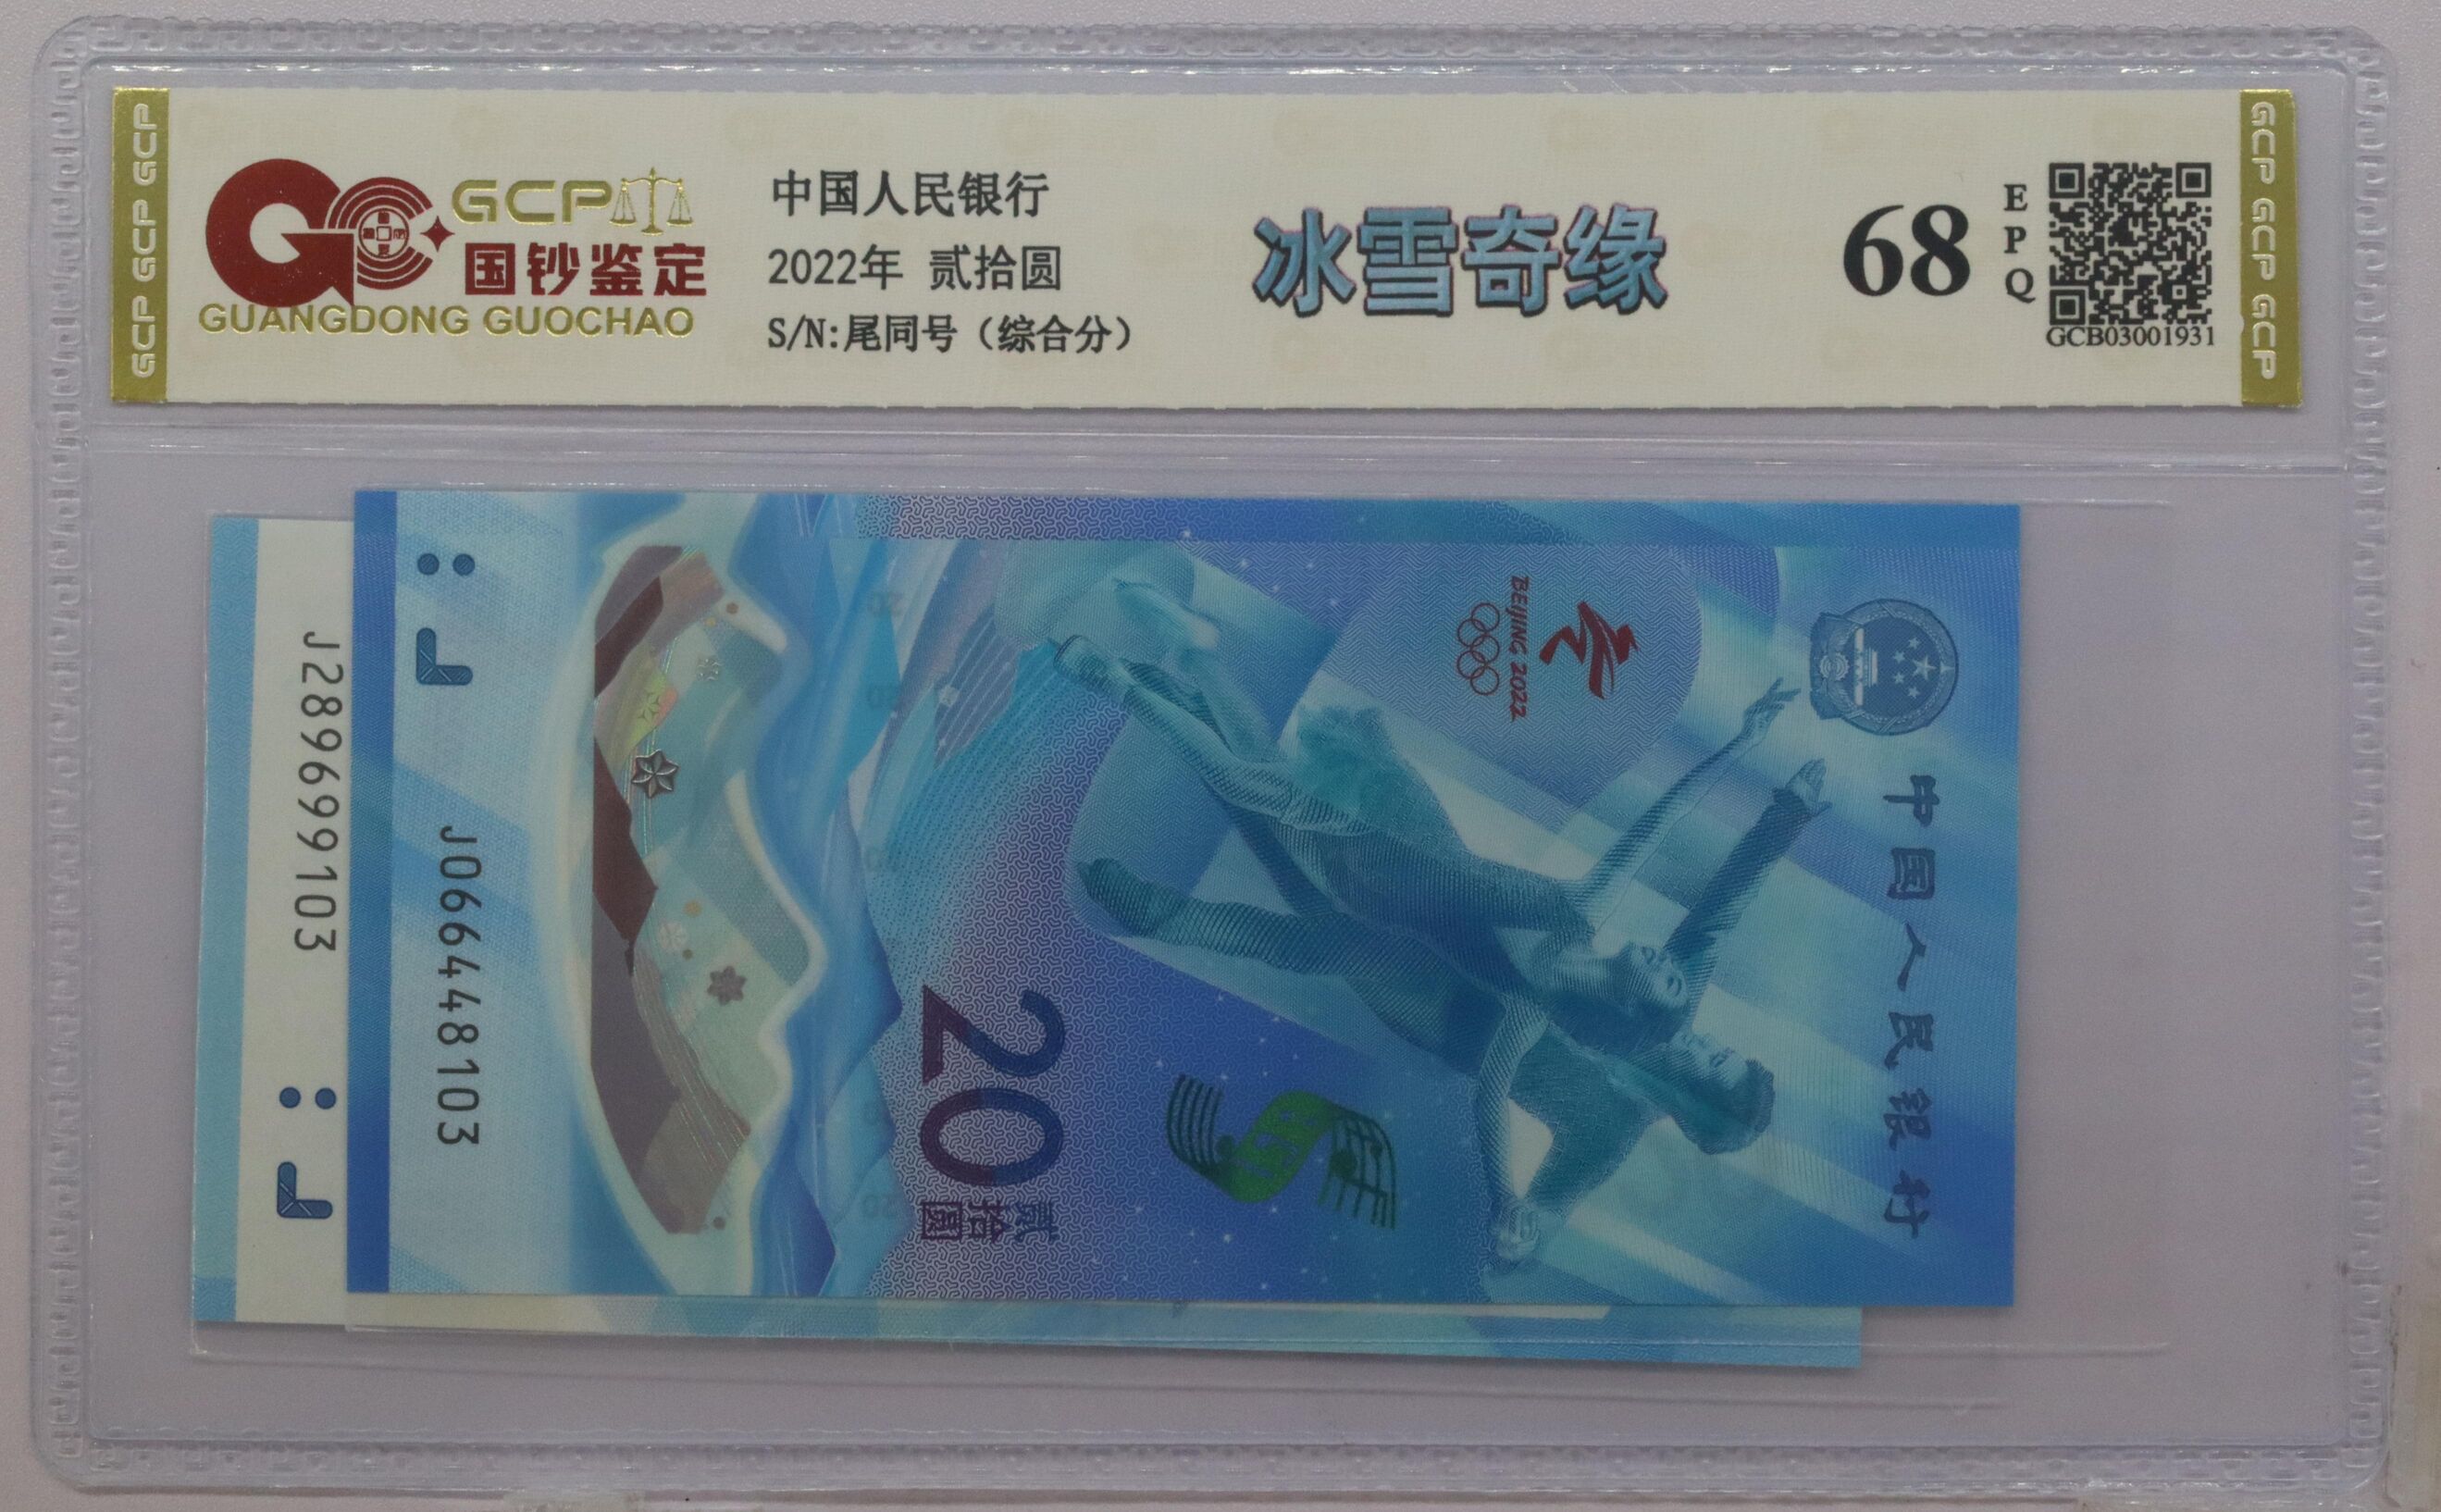 GCP GCP GCP
GCP
国钞鉴定
GUANGDONG GUOCHAO
中国人民银行
2022年 贰拾圆
S/N:尾同号（综合分）
冰雪奇缘
68
EPQ
GCB03001931
GCP GCP GCP
J289699103
J066448103
BEIJING 2022
中国人民银行
20
贰拾圆